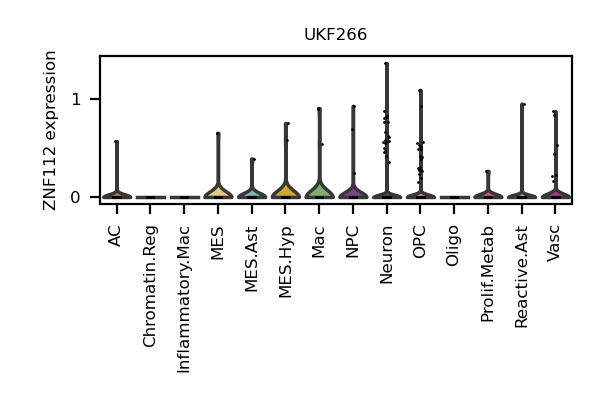 UKF266
ZNF112 expression
1
0
AC
Chromatin.Reg
Inflammatory.Mac
MES
MES.Ast
MES.Hyp
Mac
NPC
Neuron
OPC
Oligo
Prolif.Metab
Reactive.Ast
Vasc